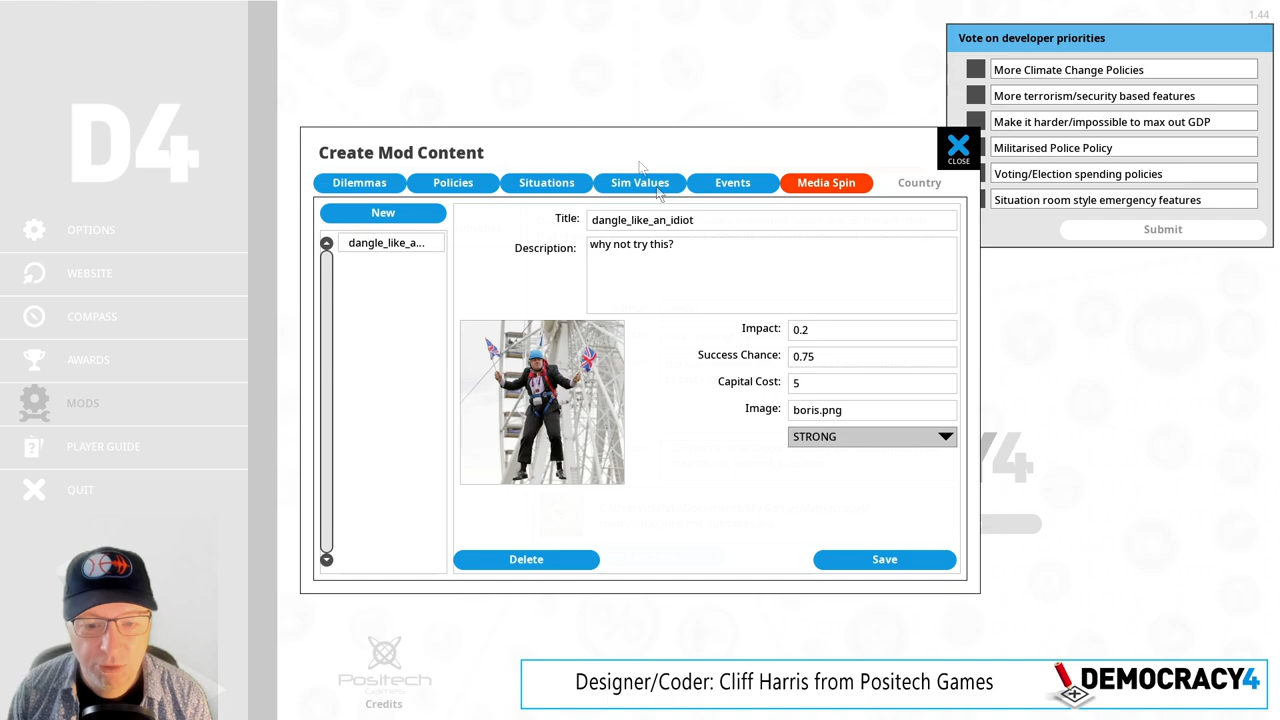 1.44
D4
Vote on developer priorities
More Climate Change Policies
More terrorism/security based features
Make it harder/impossible to max out GDP
Militarised Police Policy
Voting/Election spending policies
Situation room style emergency features
Submit
Create Mod Content
CLOSE
Dilemmas
Policies
Situations
Sim Values
Events
Media Spin
Country
New
dangle_like_a...
Title:
dangle_like_an_idiot
Description:
why not try this?
Impact:
0.2
Success Chance:
0.75
Capital Cost:
5
Image:
boris.png
STRONG
Delete
Save
OPTIONS
WEBSITE
COMPASS
AWARDS
MODS
PLAYER GUIDE
QUIT
Y4
Positech
Games
Credits
Designer/Coder: Cliff Harris from Positech Games
DEMOCRACY4